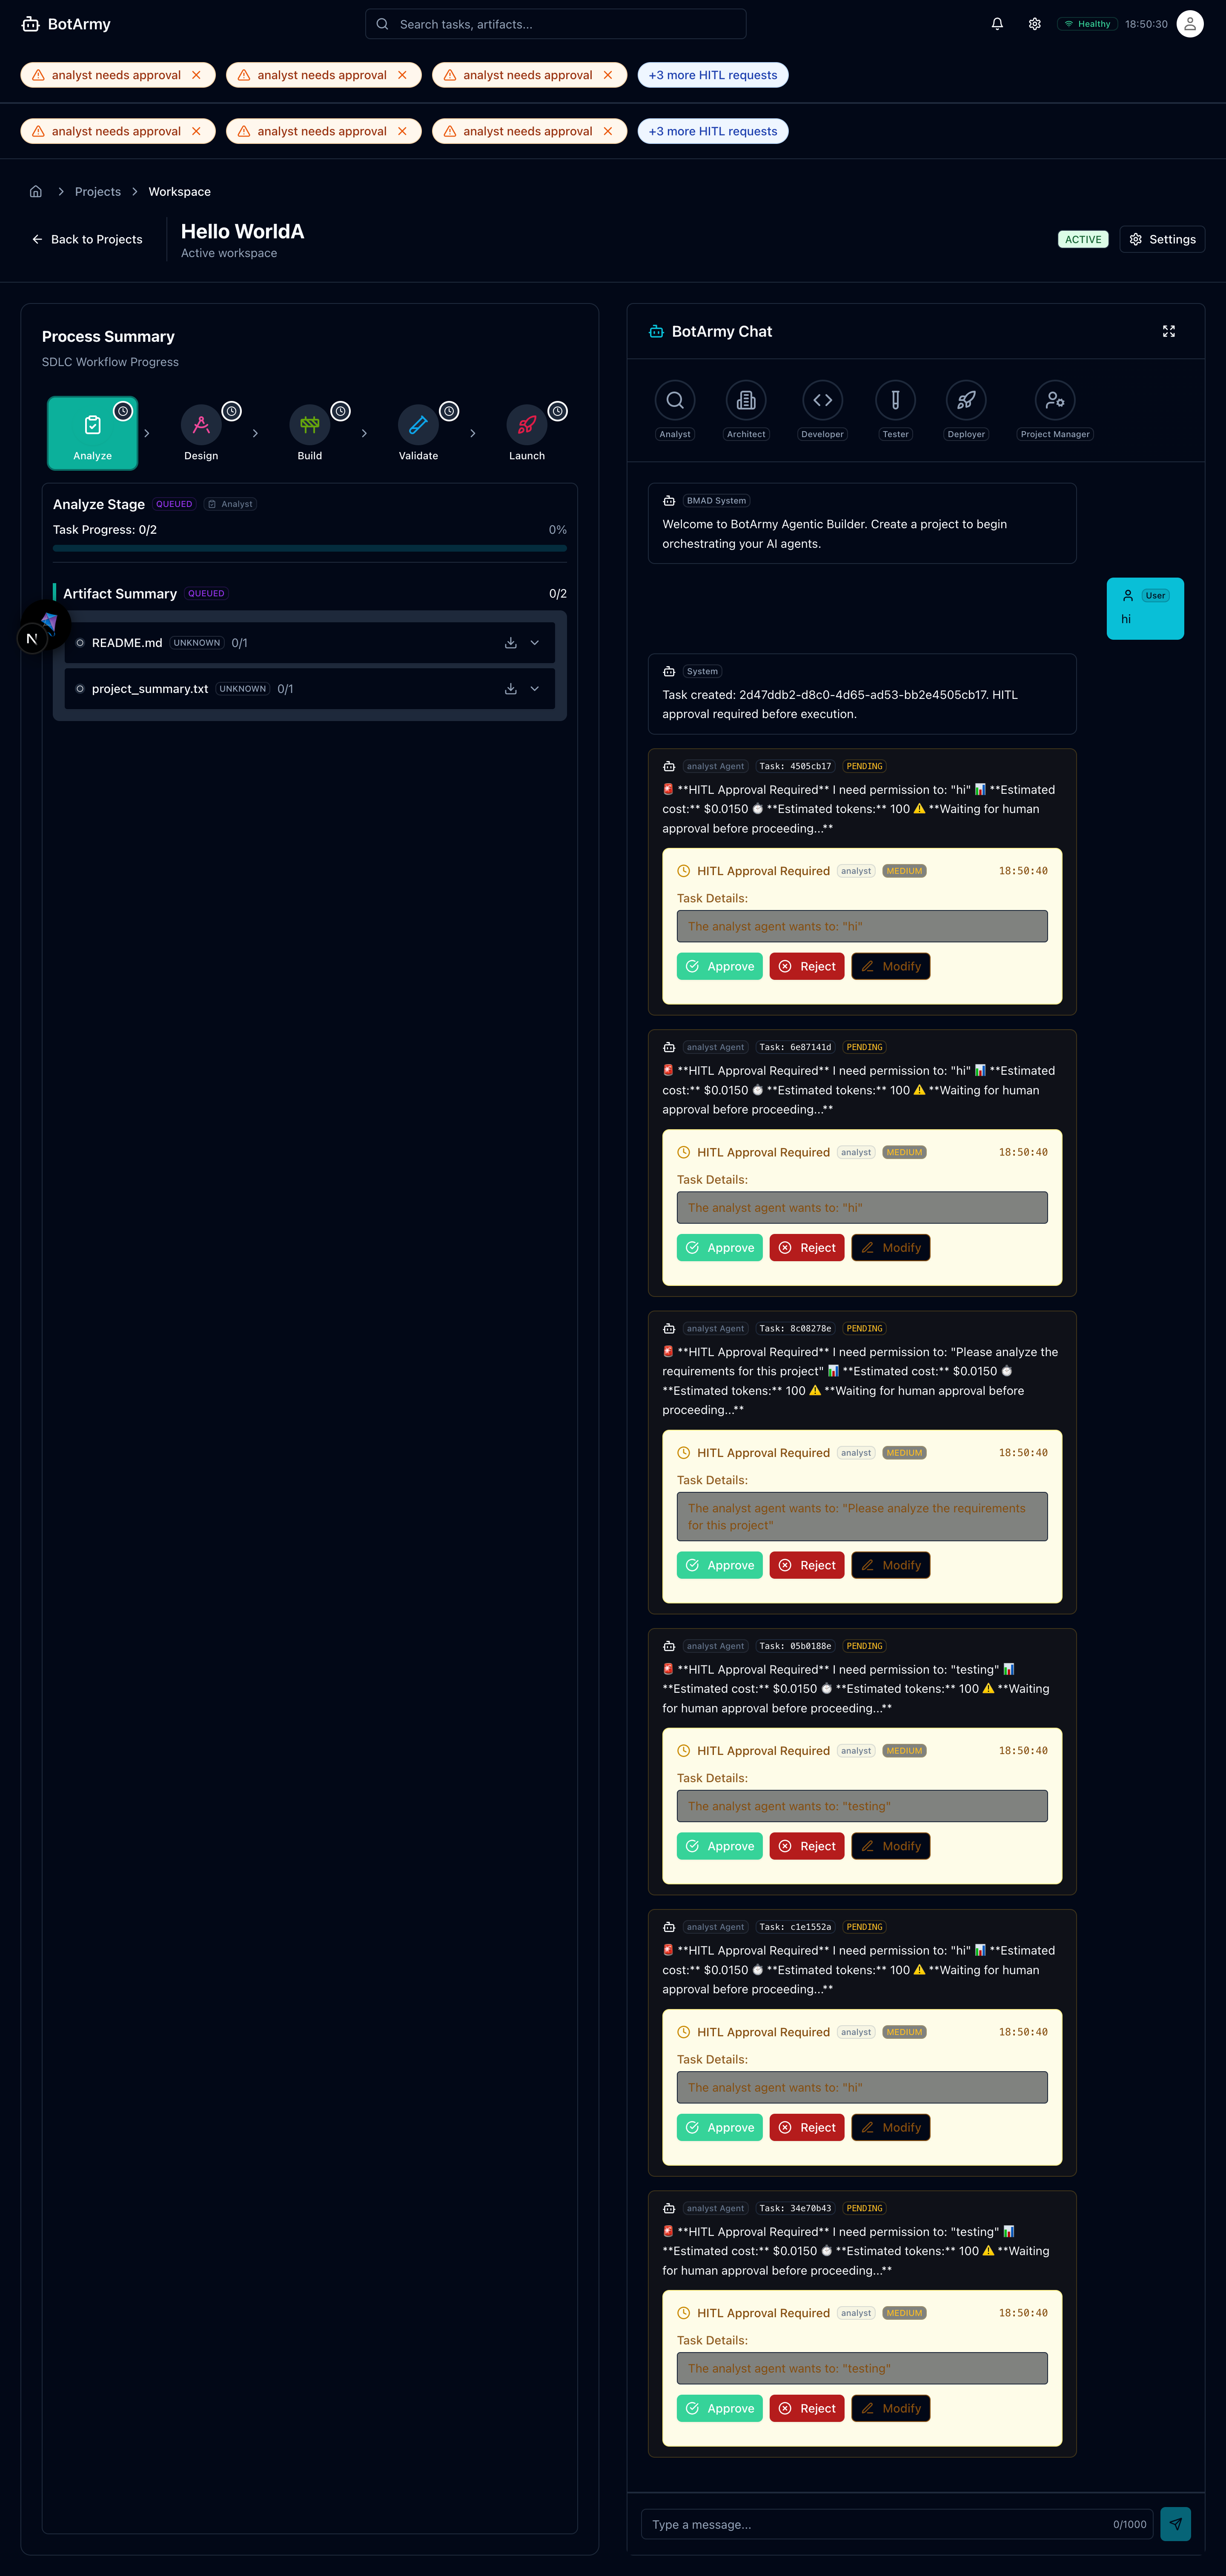 BotArmy
Search tasks, artifacts...
Healthy
18:50:30
analyst needs approval
analyst needs approval
analyst needs approval
+3 more HITL requests
analyst needs approval
analyst needs approval
analyst needs approval
+3 more HITL requests
Projects
Workspace
Back to Projects
Hello WorldA
Active workspace
ACTIVE
Settings
Process Summary
SDLC Workflow Progress
Analyze
Design
Build
Validate
Launch
Analyze Stage
QUEUED
Analyst
Task Progress: 0/2
0%
Artifact Summary
QUEUED
0/2
N
README.md
UNKNOWN
0/1
project_summary.txt
UNKNOWN
0/1
BotArmy Chat
Analyst
Architect
Developer
Tester
Deployer
Project Manager
BMAD System
Welcome to BotArmy Agentic Builder. Create a project to begin
orchestrating your AI agents.
User
hi
System
Task created: 2d47ddb2-d8c0-4d65-ad53-bb2e4505cb17. HITL
approval required before execution.
analyst Agent
Task: 4505cb17
PENDING
🚨 **HITL Approval Required** I need permission to: "hi" 📊 **Estimated
cost:** $0.0150 ⏱️ **Estimated tokens:** 100 ⚠️ **Waiting for human
approval before proceeding...**
HITL Approval Required
analyst
MEDIUM
18:50:40
Task Details:
The analyst agent wants to: "hi"
Approve
Reject
Modify
analyst Agent
Task: 6e87141d
PENDING
🚨 **HITL Approval Required** I need permission to: "hi" 📊 **Estimated
cost:** $0.0150 ⏱️ **Estimated tokens:** 100 ⚠️ **Waiting for human
approval before proceeding...**
HITL Approval Required
analyst
MEDIUM
18:50:40
Task Details:
The analyst agent wants to: "hi"
Approve
Reject
Modify
analyst Agent
Task: 8c08278e
PENDING
🚨 **HITL Approval Required** I need permission to: "Please analyze the
requirements for this project" 📊 **Estimated cost:** $0.0150 ⏱️
**Estimated tokens:** 100 ⚠️ **Waiting for human approval before
proceeding...**
HITL Approval Required
analyst
MEDIUM
18:50:40
Task Details:
The analyst agent wants to: "Please analyze the requirements
for this project"
Approve
Reject
Modify
analyst Agent
Task: 05b0188e
PENDING
🚨 **HITL Approval Required** I need permission to: "testing" 📊
**Estimated cost:** $0.0150 ⏱️ **Estimated tokens:** 100 ⚠️ **Waiting
for human approval before proceeding...**
HITL Approval Required
analyst
MEDIUM
18:50:40
Task Details:
The analyst agent wants to: "testing"
Approve
Reject
Modify
analyst Agent
Task: c1e1552a
PENDING
🚨 **HITL Approval Required** I need permission to: "hi" 📊 **Estimated
cost:** $0.0150 ⏱️ **Estimated tokens:** 100 ⚠️ **Waiting for human
approval before proceeding...**
HITL Approval Required
analyst
MEDIUM
18:50:40
Task Details:
The analyst agent wants to: "hi"
Approve
Reject
Modify
analyst Agent
Task: 34e70b43
PENDING
🚨 **HITL Approval Required** I need permission to: "testing" 📊
**Estimated cost:** $0.0150 ⏱️ **Estimated tokens:** 100 ⚠️ **Waiting
for human approval before proceeding...**
HITL Approval Required
analyst
MEDIUM
18:50:40
Task Details:
The analyst agent wants to: "testing"
Approve
Reject
Modify
Type a message...
0/1000